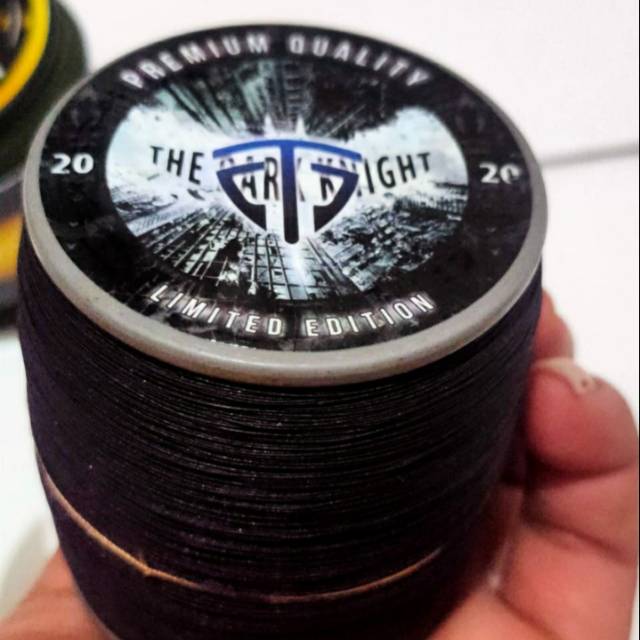 PREMIUM QUALITY
20 20
THE DARK KNIGHT
LIMITED EDITION